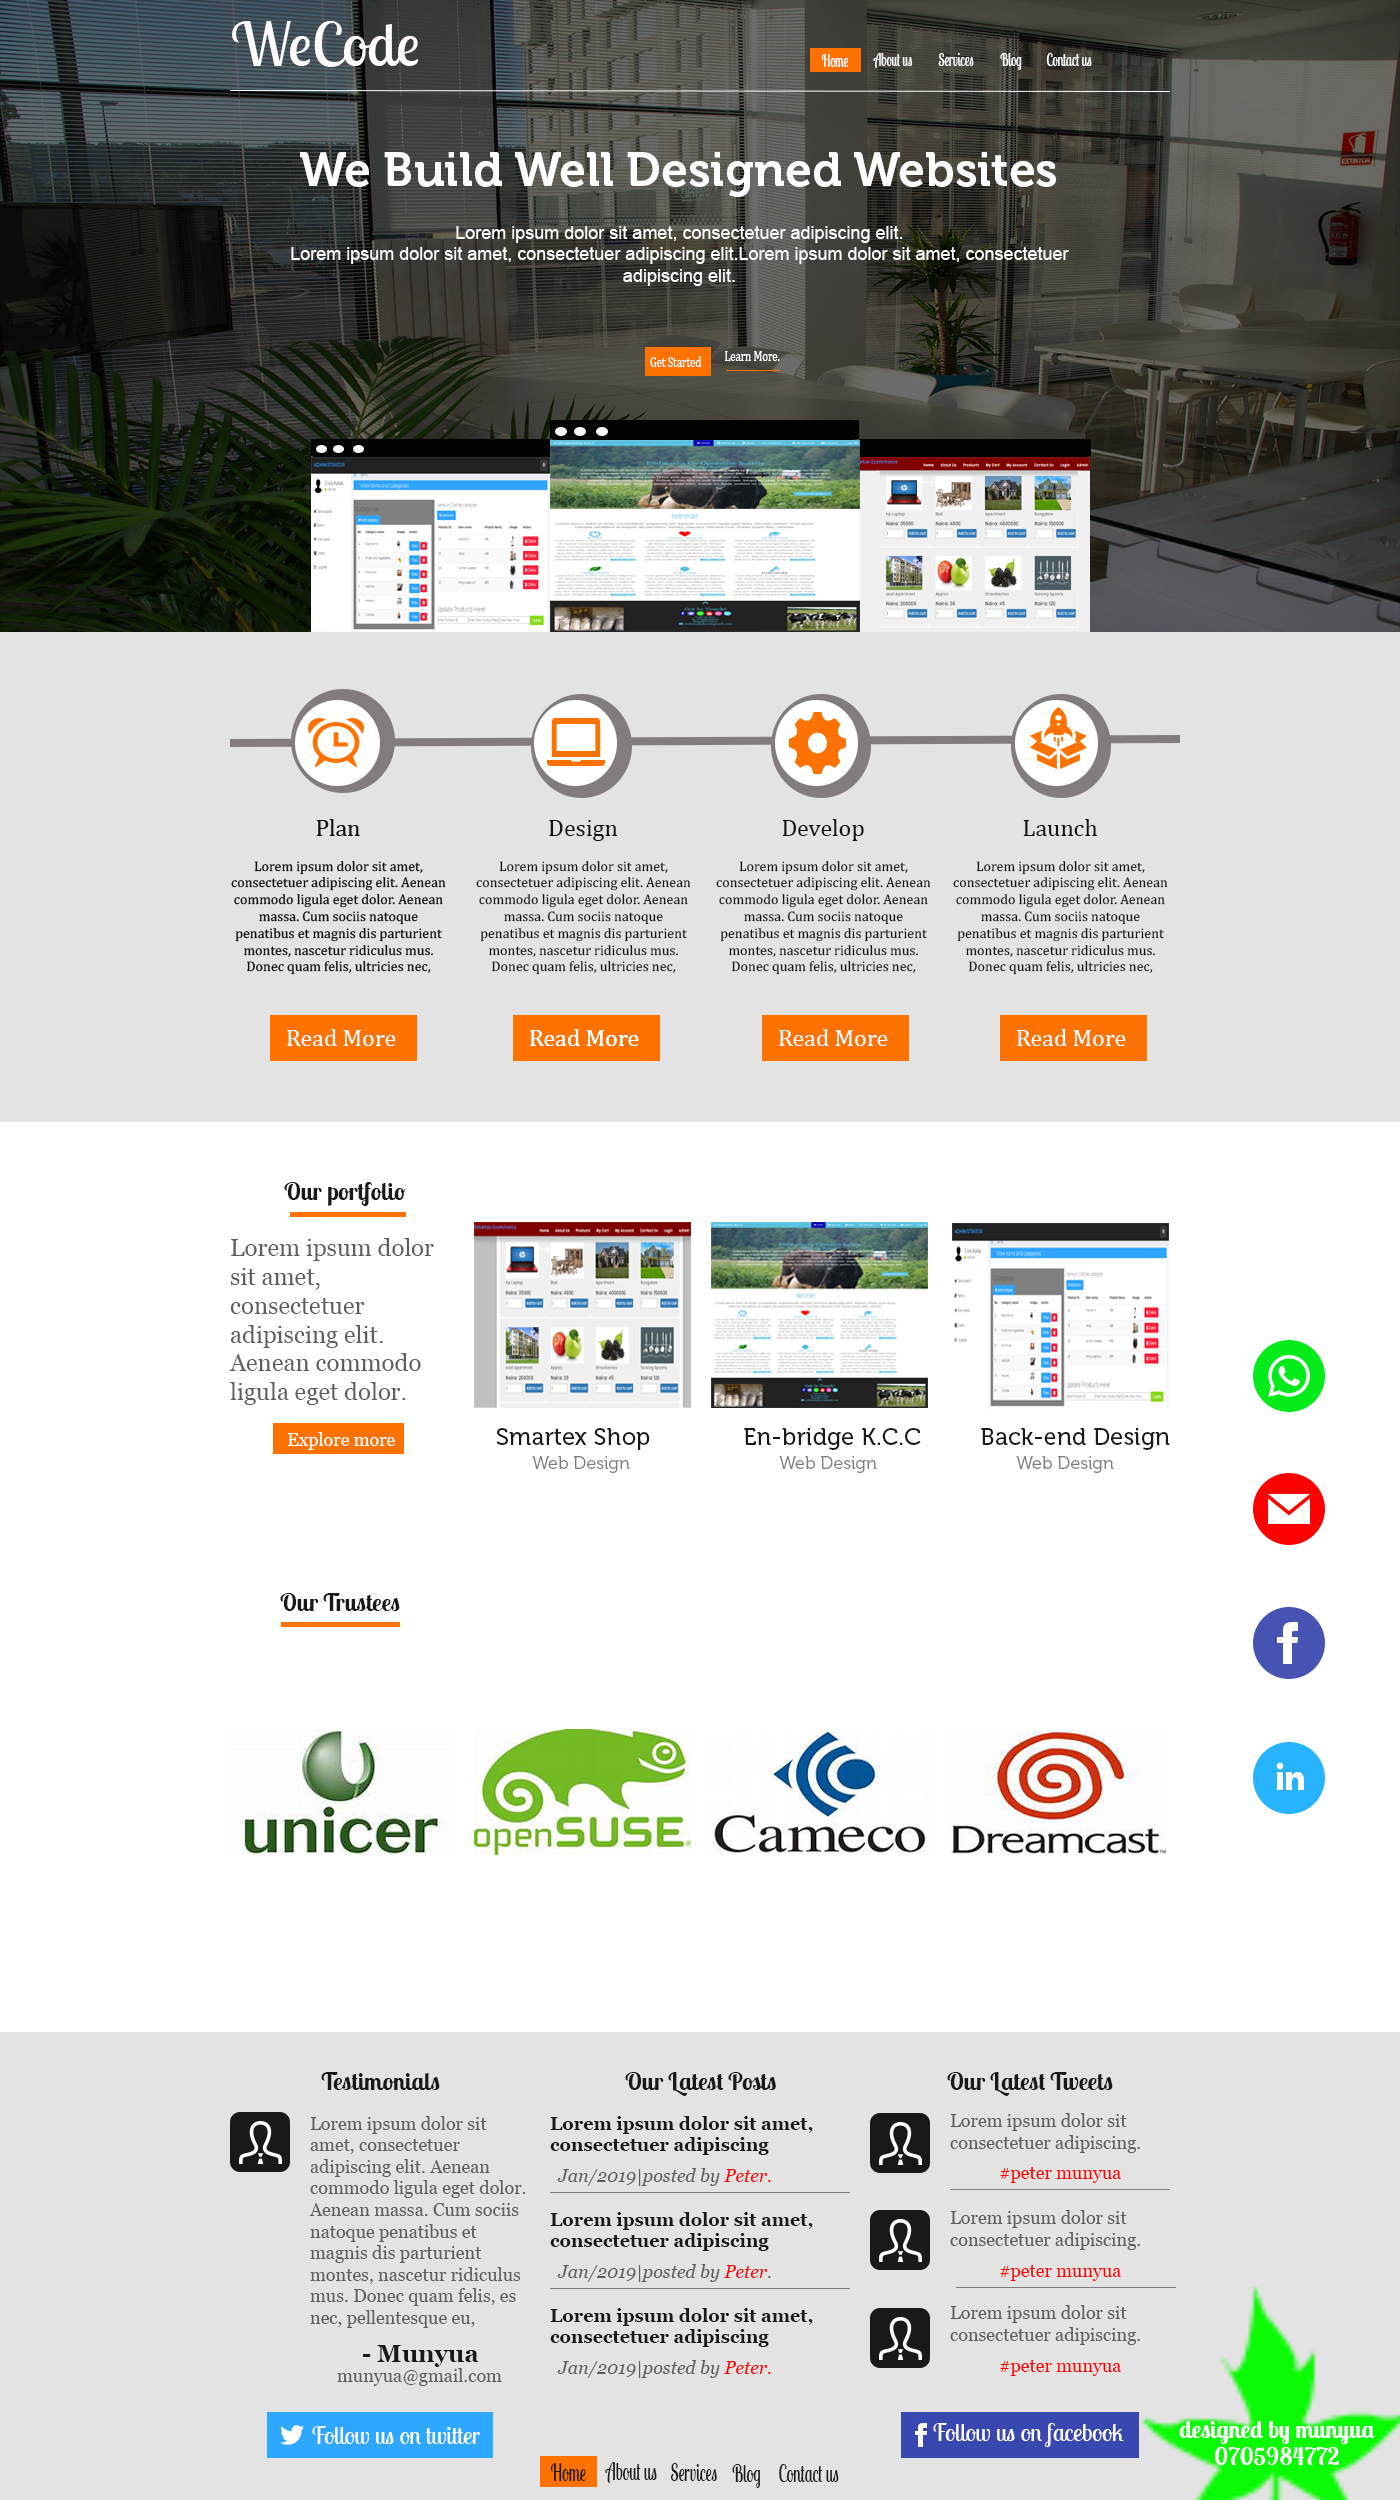 WeCode
Home About us Services Blog Contact us
We Build Well Designed Websites
Lorem ipsum dolor sit amet, consectetuer adipiscing elit.
Lorem ipsum dolor sit amet, consectetuer adipiscing elit.Lorem ipsum dolor sit amet, consectetuer
adipiscing elit.
Get Started Learn More.
Plan
Lorem ipsum dolor sit amet,
consectetuer adipiscing elit. Aenean
commodo ligula eget dolor. Aenean
massa. Cum sociis natoque
penatibus et magnis dis parturient
montes, nascetur ridiculus mus.
Donec quam felis, ultricies nec,
Read More
Design
Lorem ipsum dolor sit amet,
consectetuer adipiscing elit. Aenean
commodo ligula eget dolor. Aenean
massa. Cum sociis natoque
penatibus et magnis dis parturient
montes, nascetur ridiculus mus.
Donec quam felis, ultricies nec,
Read More
Develop
Lorem ipsum dolor sit amet,
consectetuer adipiscing elit. Aenean
commodo ligula eget dolor. Aenean
massa. Cum sociis natoque
penatibus et magnis dis parturient
montes, nascetur ridiculus mus.
Donec quam felis, ultricies nec,
Read More
Launch
Lorem ipsum dolor sit amet,
consectetuer adipiscing elit. Aenean
commodo ligula eget dolor. Aenean
massa. Cum sociis natoque
penatibus et magnis dis parturient
montes, nascetur ridiculus mus.
Donec quam felis, ultricies nec,
Read More
Our portfolio
Lorem ipsum dolor
sit amet,
consectetuer
adipiscing elit.
Aenean commodo
ligula eget dolor.
Explore more
Smartex Shop
Web Design
En-bridge K.C.C
Web Design
Back-end Design
Web Design
Our Trustees
unicer
openSUSE
Cameco
Dreamcast
Testimonials
Lorem ipsum dolor sit
amet, consectetuer
adipiscing elit. Aenean
commodo ligula eget dolor.
Aenean massa. Cum sociis
natoque penatibus et
magnis dis parturient
montes, nascetur ridiculus
mus. Donec quam felis, es
nec, pellentesque eu,
- Munyua
munyua@gmail.com
Follow us on twitter
Our Latest Posts
Lorem ipsum dolor sit amet,
consectetuer adipiscing
Jan/2019|posted by Peter.
Lorem ipsum dolor sit amet,
consectetuer adipiscing
Jan/2019|posted by Peter.
Lorem ipsum dolor sit amet,
consectetuer adipiscing
Jan/2019|posted by Peter.
Our Latest Tweets
Lorem ipsum dolor sit
consectetuer adipiscing.
#peter munyua
Lorem ipsum dolor sit
consectetuer adipiscing.
#peter munyua
Lorem ipsum dolor sit
consectetuer adipiscing.
#peter munyua
Follow us on facebook
designed by munyua
0705984772
Home About us Services Blog Contact us